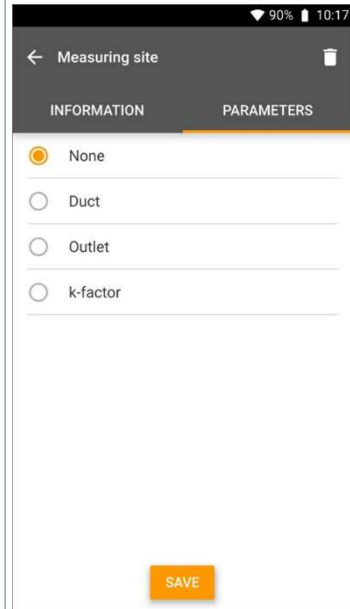 90% 10:17
Measuring site
INFORMATION PARAMETERS
None
Duct
Outlet
k-factor
SAVE